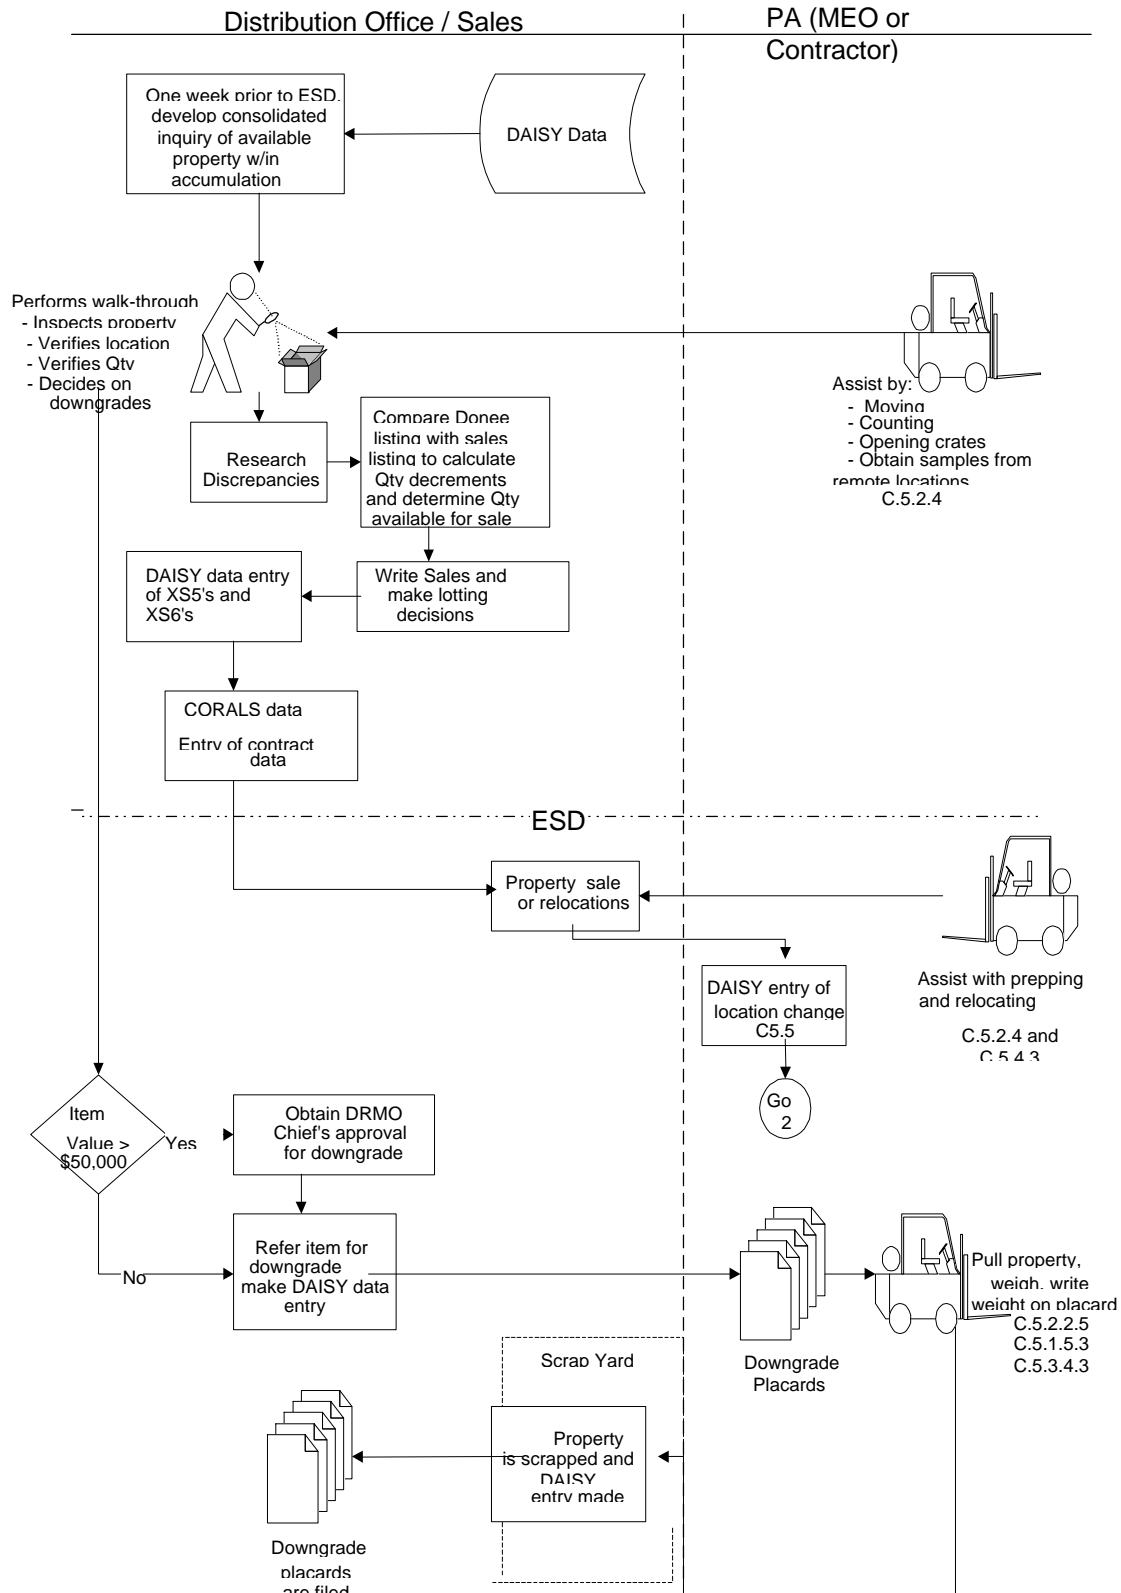 Distribution Office / Sales
PA (MEO or
Contractor)
One week prior to ESD,
develop consolidated
inquiry of available
property w/in
accumulation
DAISY Data
Performs walk-through
- Inspects property
- Verifies location
- Verifies Qty
- Decides on
downgrades
Assist by:
- Moving
- Counting
- Opening crates
- Obtain samples from
remote locations
C.5.2.4
Research
Discrepancies
Compare Donee
listing with sales
listing to calculate
Qty decrements
and determine Qty
available for sale
DAISY data entry
of XS5's and
XS6's
Write Sales and
make lotting
decisions
CORALS data
Entry of contract
data
ESD
Property sale
or relocations
DAISY entry of
location change
C5.5
Assist with prepping
and relocating
C.5.2.4 and
C.5.4.3
Go
2
Item
Value >
$50,000
Yes
Obtain DRMO
Chief's approval
for downgrade
No
Refer item for
downgrade
make DAISY data
entry
Downgrade
Placards
Pull property,
weigh, write
weight on placard
C.5.2.2.5
C.5.1.5.3
C.5.3.4.3
Scrap Yard
Property
is scrapped and
DAISY
entry made
Downgrade
placards
are filed